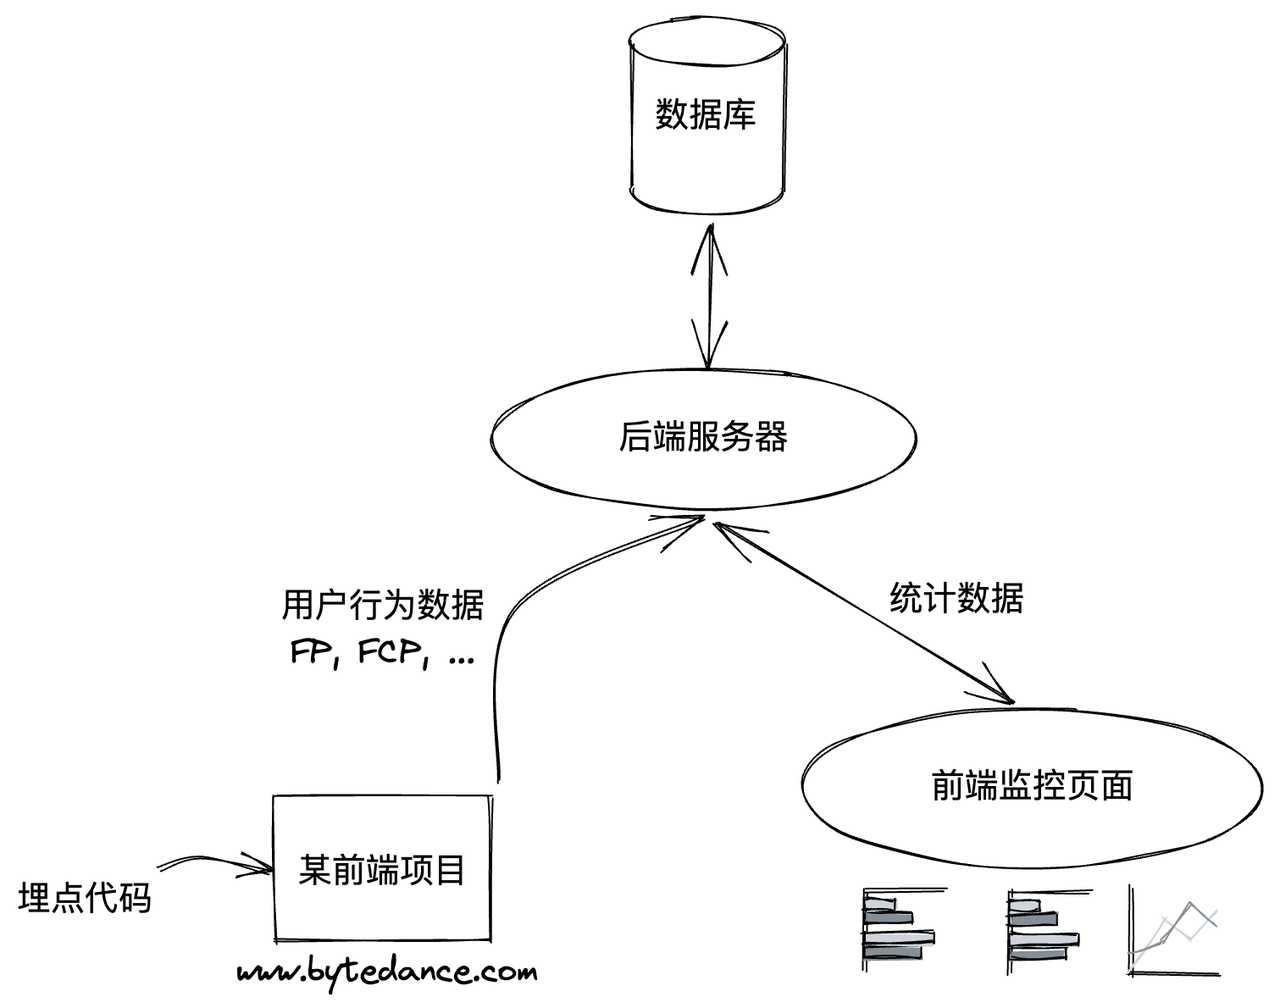 数据库
后端服务器
用户行为数据
FP, FCP, ...
统计数据
前端监控页面
某前端项目
埋点代码
www.bytedance.com